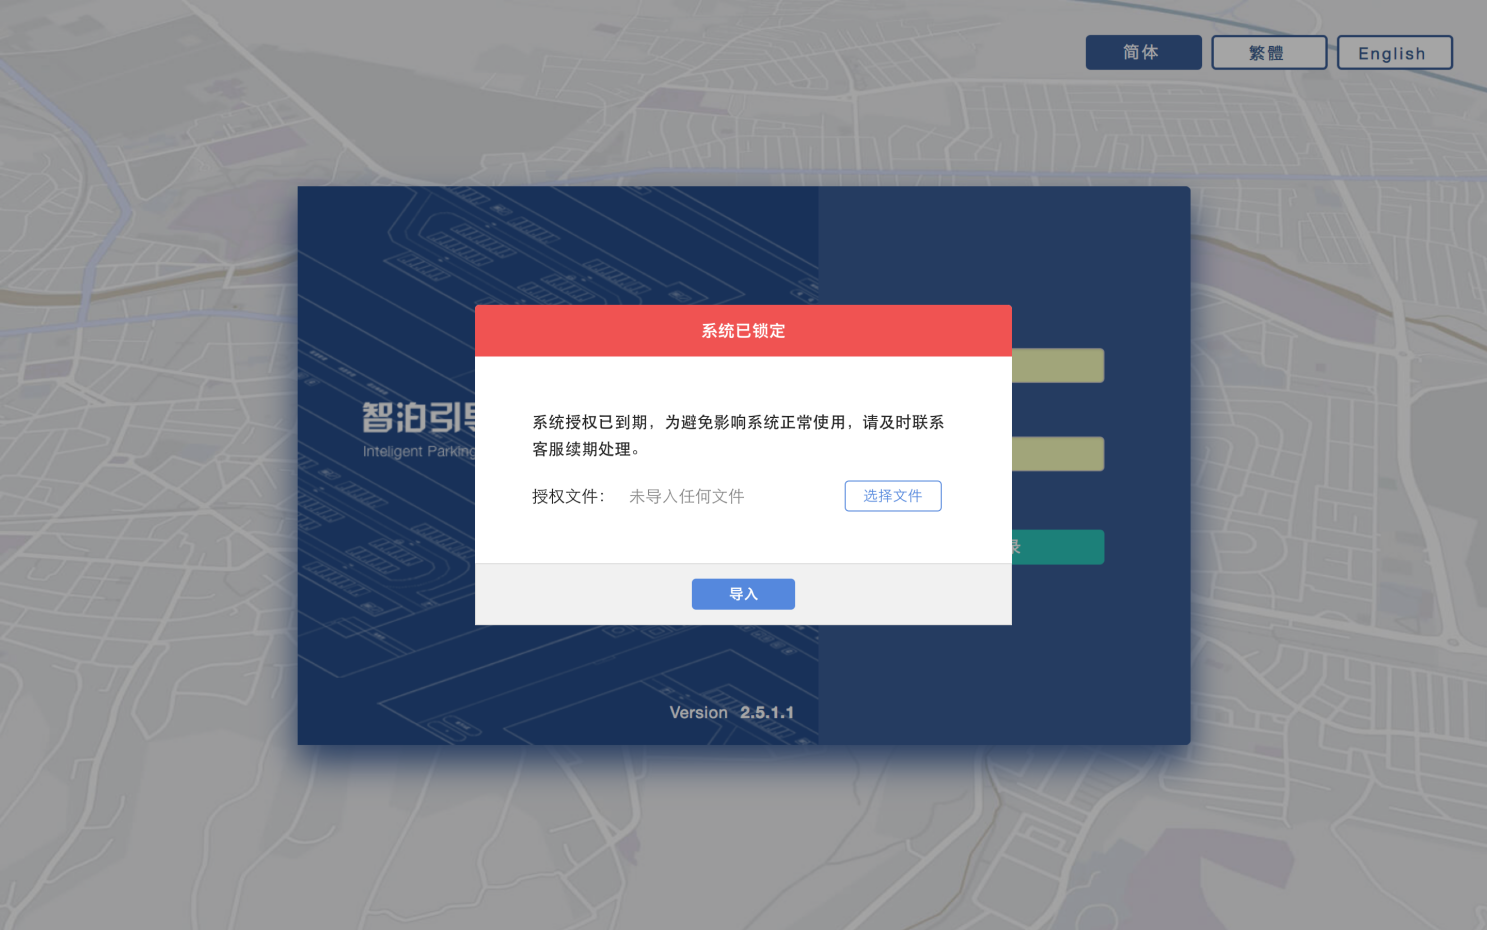 简体
繁體
English
系统已锁定
系统授权已到期，为避免影响系统正常使用，请及时联系
客服续期处理。
授权文件： 未导入任何文件
选择文件
导入
智泊引
Inteligent Parking
录
Version 2.5.1.1